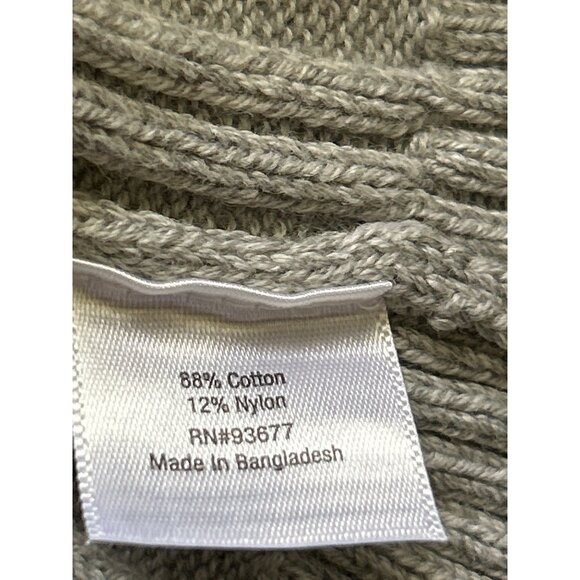 88% Cotton
12% Nylon
RN#93677
Made In Bangladesh